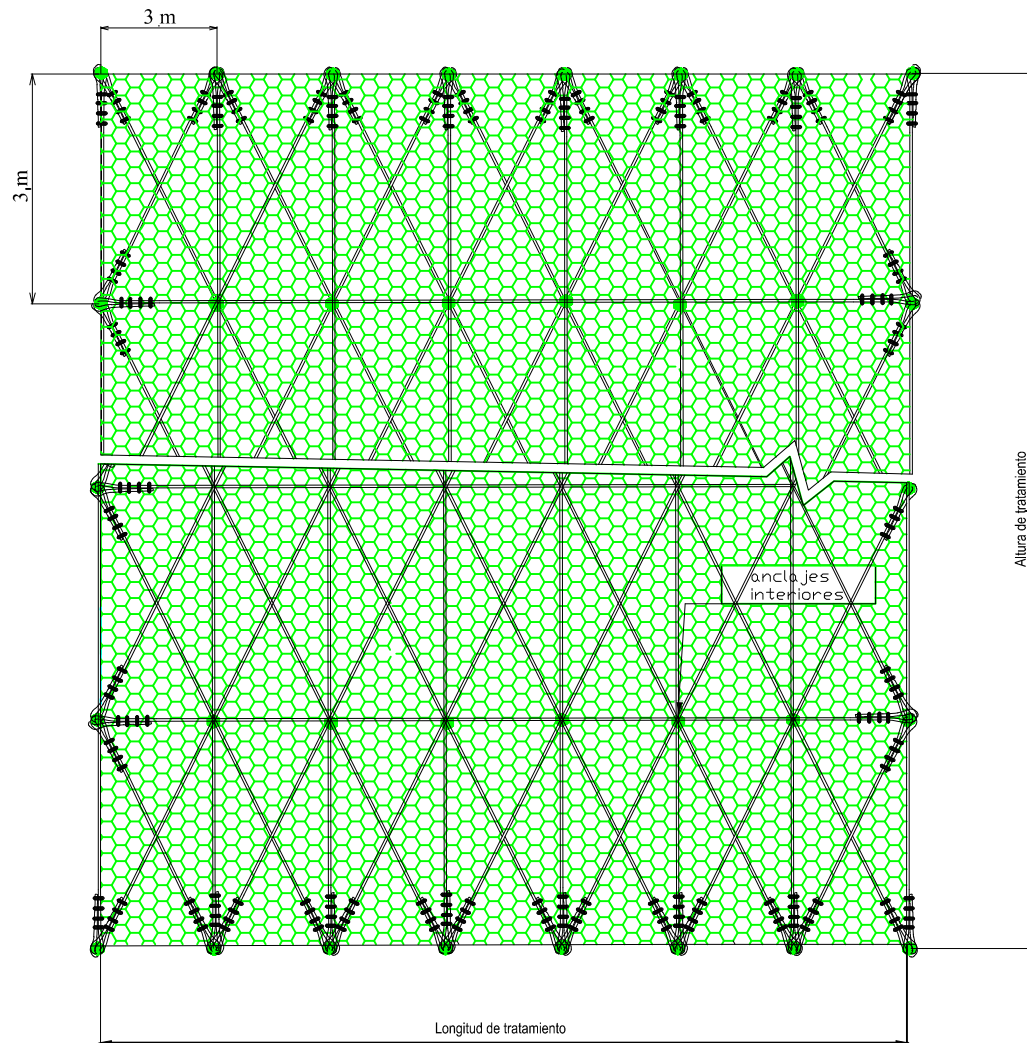 3 m
3 m
Altura de tratamiento
anclajes
interiores
Longitud de tratamiento